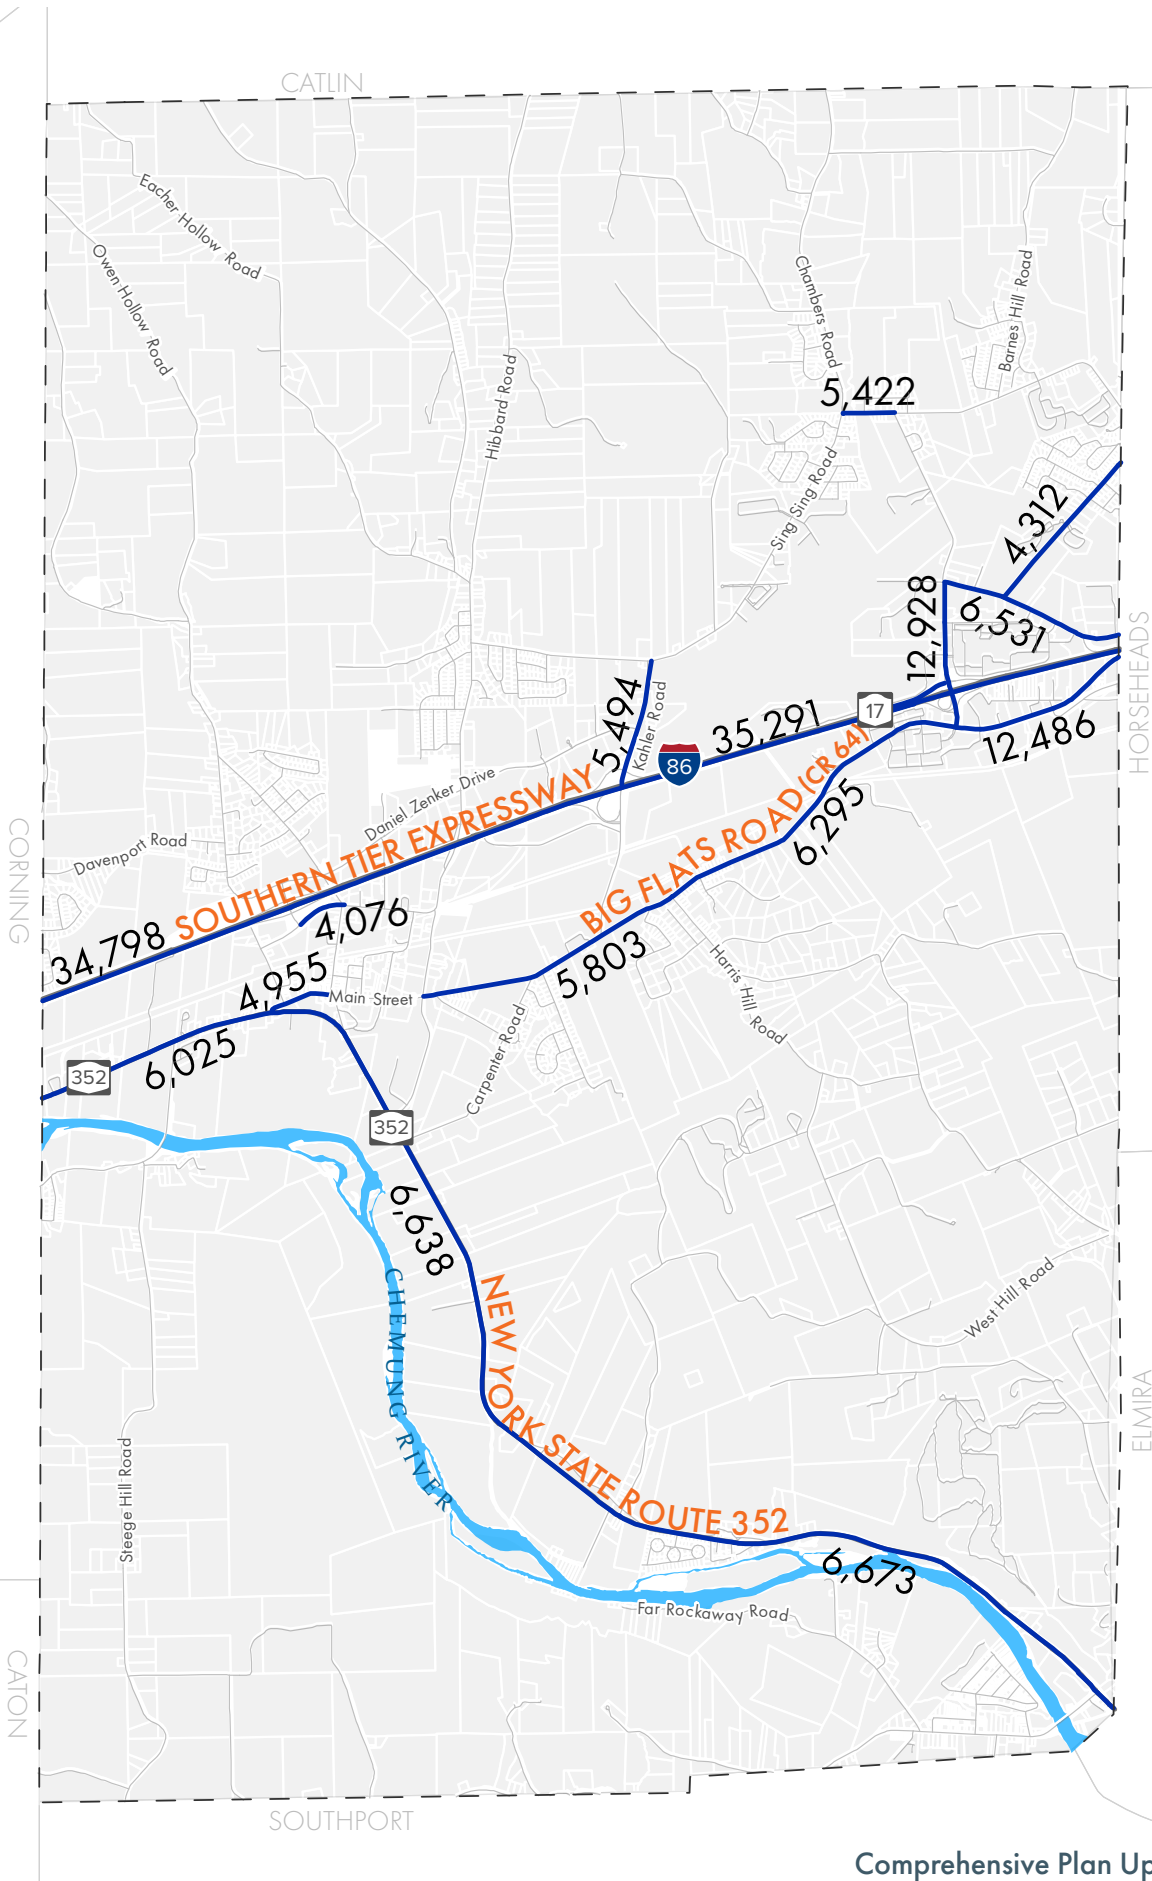 CATLIN
Eacher Hollow Road
Owen Hollow Road
Chambers Road
Barnes Hill Road
Hibbard Road
5,422
Sing Sing Road
4,312
12,928
6,531
HORSEHEADS
5,494
Kahler Road
35,291
17
86
12,486
BIG FLATS ROAD (CR 64)
6,295
Daniel Zenker Drive
SOUTHERN TIER EXPRESSWAY
Davenport Road
CORNING
34,798
4,076
5,803
4,955
Main Street
Harris Hill Road
6,025
352
Carpenter Road
352
6,638
CHEMUNG RIVER
West Hill Road
NEW YORK STATE ROUTE 352
ELMIRA
Steege Hill Road
6,673
Far Rockaway Road
CATON
SOUTHPORT
Comprehensive Plan Up